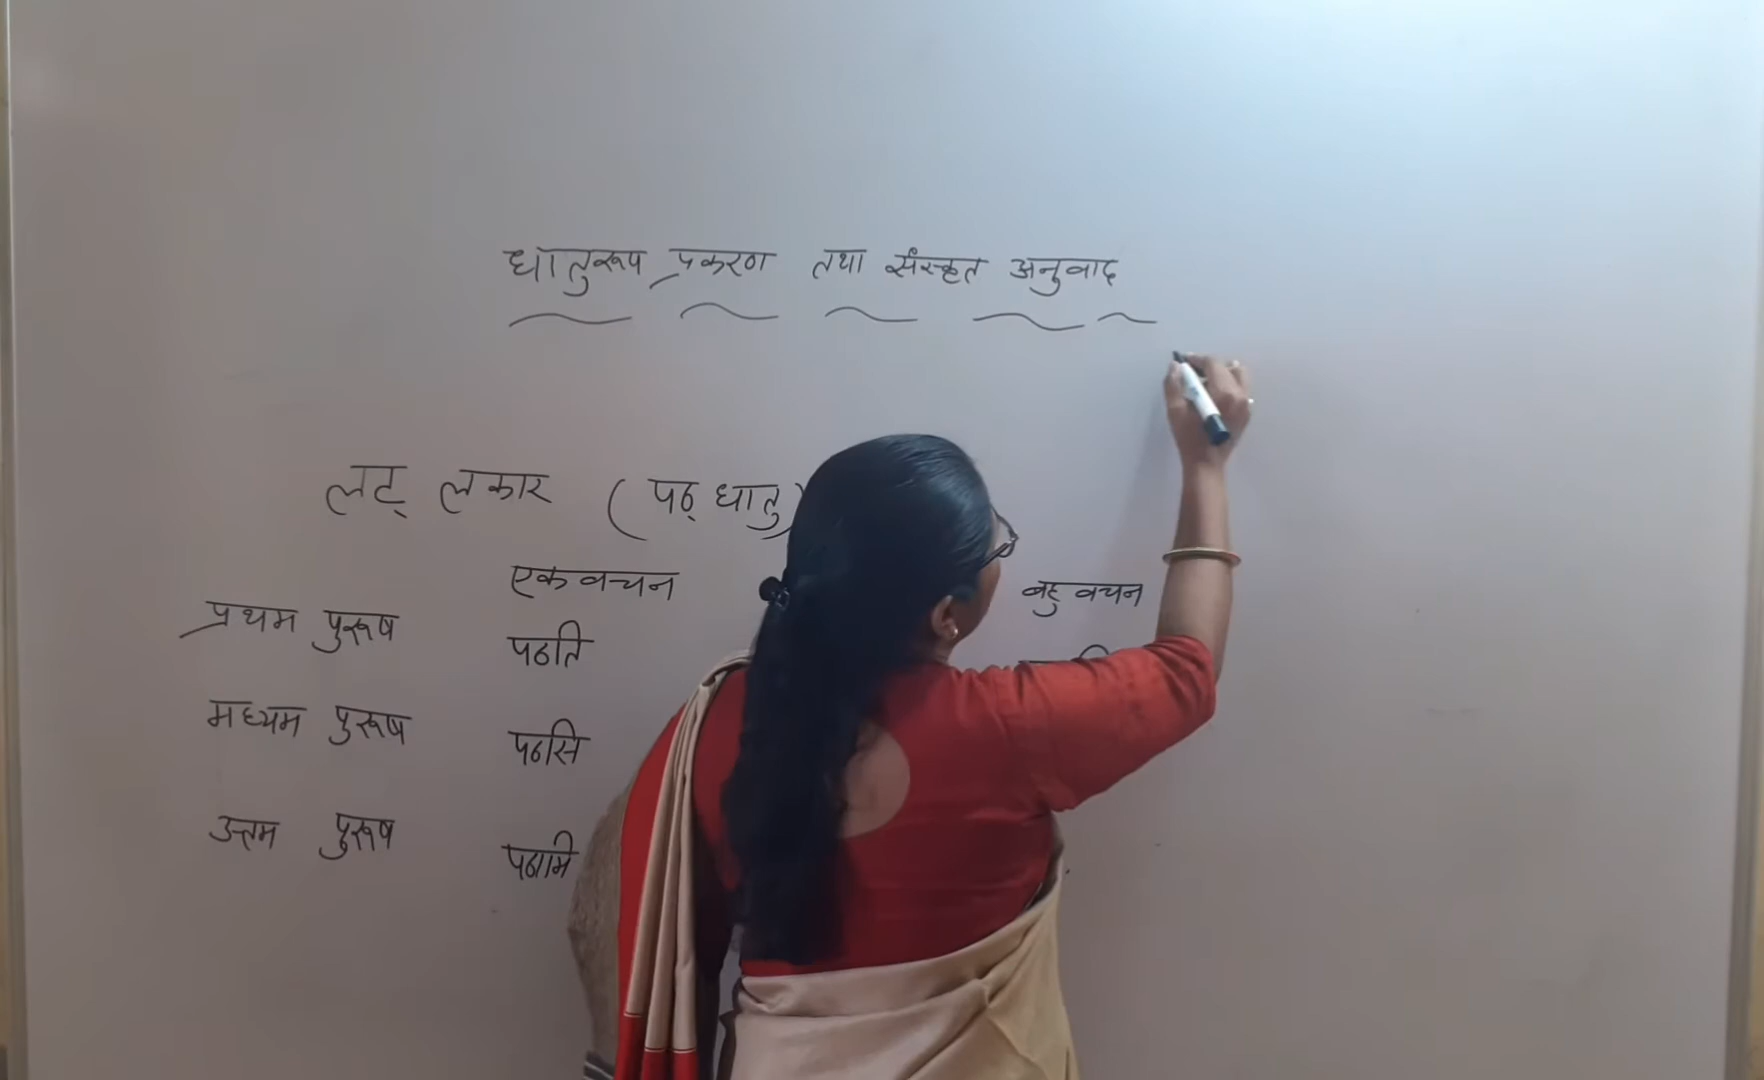 धातुरूप प्रकरण तथा संस्कृत अनुवाद
लट् लकार (पठ् धातु)
एकवचन बहुवचन
प्रथम पुरूष पठति
मध्यम पुरूष पठसि
उत्तम पुरूष पठामि